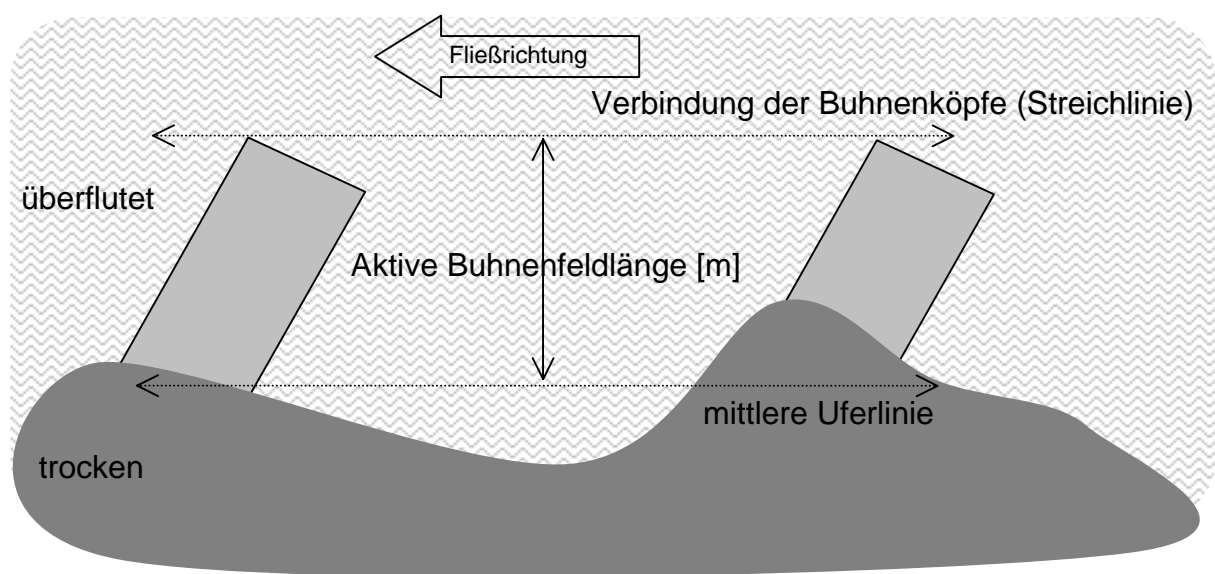 Fließrichtung
Verbindung der Buhnenköpfe (Streichlinie)
überflutet
Aktive Buhnenfeldlänge [m]
mittlere Uferlinie
trocken